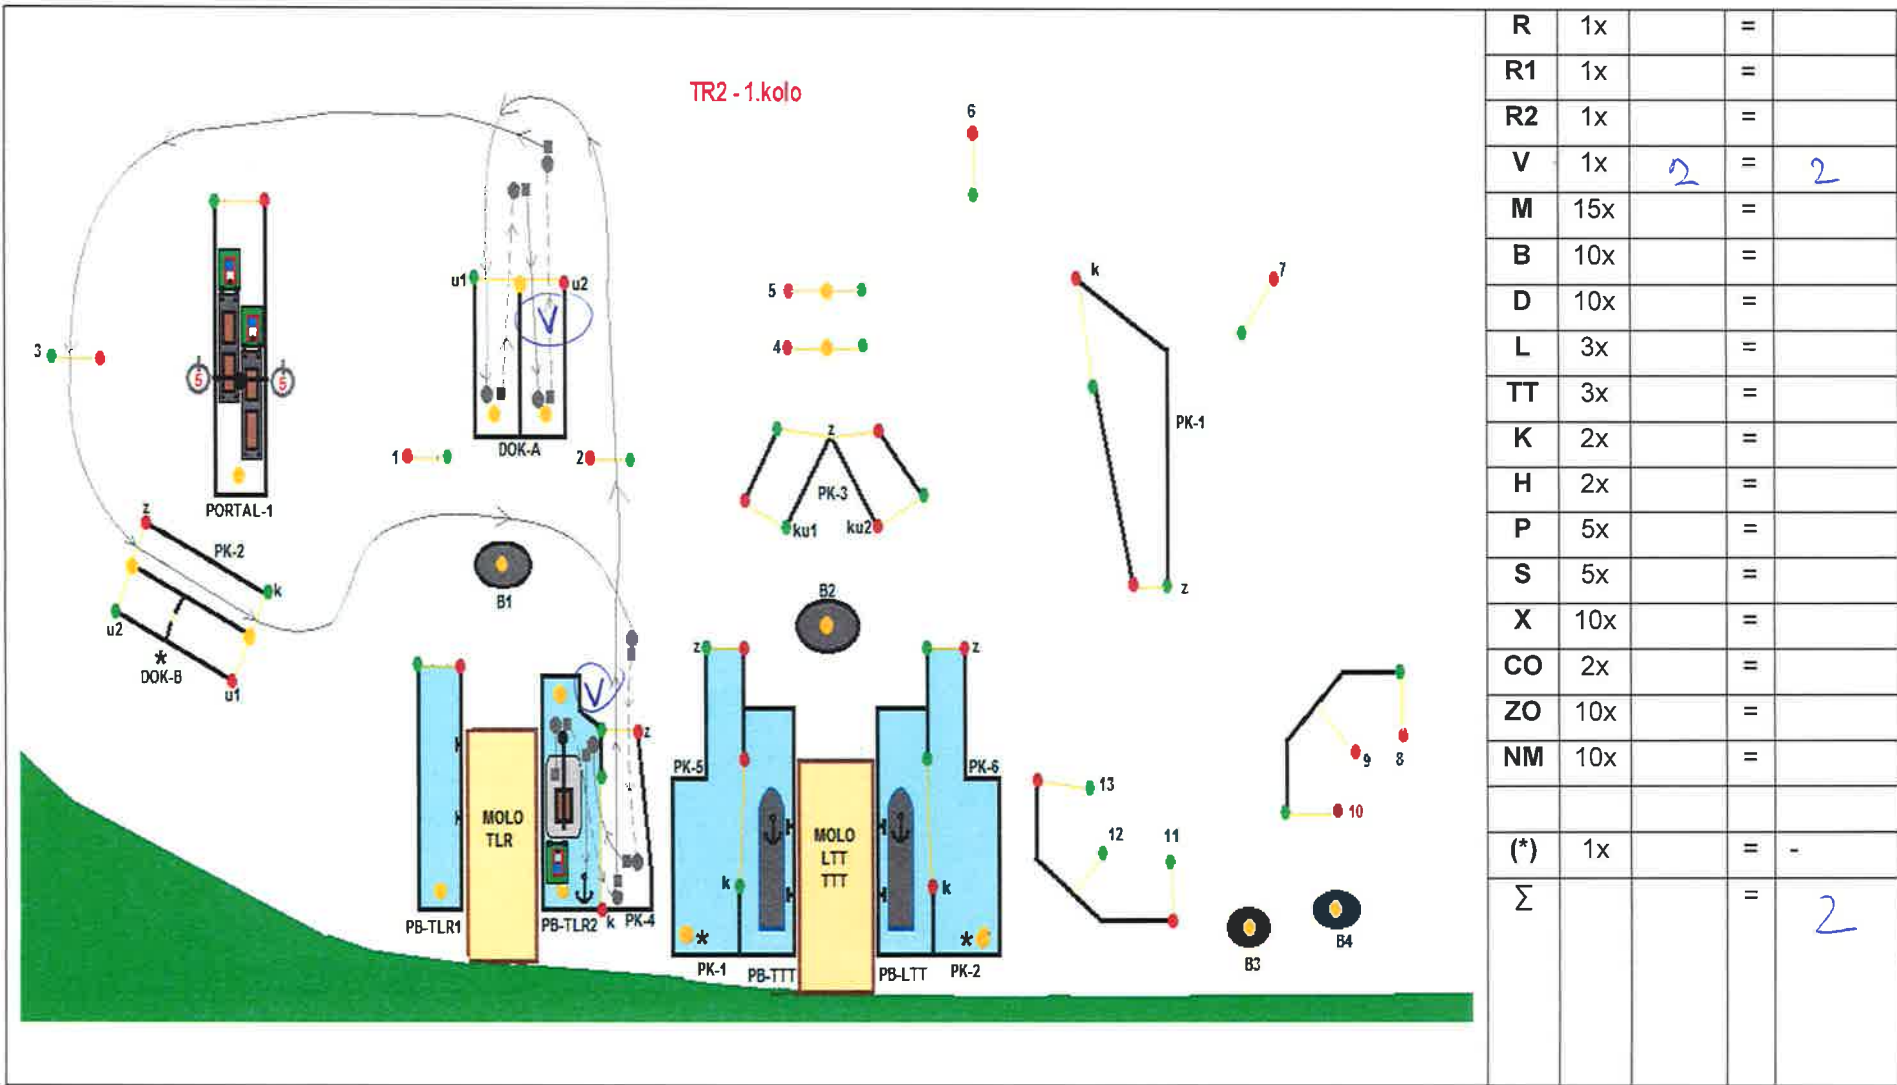 TR2 - 1.kolo
6
u1
u2
V
5
k
7
3
5
5
4
PK-1
DOK-A
1
2
z
PK-3
ku1
ku2
PORTAL-1
z
PK-2
k
B1
B2
z
u2
*
DOK-B
u1
V
z
z
z
PK-5
PK-6
MOLO
TLR
MOLO
LTT
TTT
k
k
PB-TLR1
PB-TLR2
k
PK-4
*
*
PK-1
PB-TTT
PB-LTT
PK-2
13
12
11
9
8
10
B3
B4
R 1x =
R1 1x =
R2 1x =
V 1x 2 = 2
M 15x =
B 10x =
D 10x =
L 3x =
TT 3x =
K 2x =
H 2x =
P 5x =
S 5x =
X 10x =
CO 2x =
ZO 10x =
NM 10x =
(*) 1x = -
∑ = 2